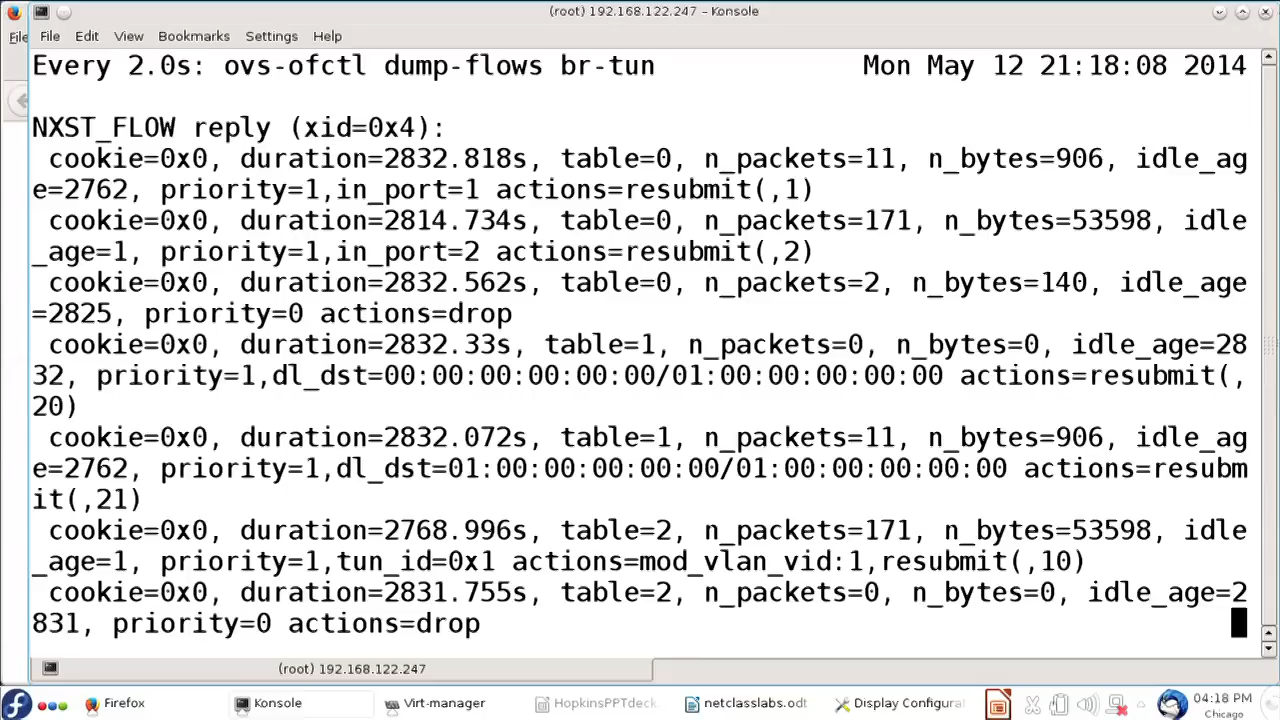 (root) 192.168.122.247 – Konsole
File
File Edit View Bookmarks Settings Help
Every 2.0s: ovs-ofctl dump-flows br-tun Mon May 12 21:18:08 2014
NXST_FLOW reply (xid=0x4):
cookie=0x0, duration=2832.818s, table=0, n_packets=11, n_bytes=906, idle_ag
e=2762, priority=1,in_port=1 actions=resubmit(,1)
cookie=0x0, duration=2814.734s, table=0, n_packets=171, n_bytes=53598, idle
_age=1, priority=1,in_port=2 actions=resubmit(,2)
cookie=0x0, duration=2832.562s, table=0, n_packets=2, n_bytes=140, idle_age
=2825, priority=0 actions=drop
cookie=0x0, duration=2832.33s, table=1, n_packets=0, n_bytes=0, idle_age=28
32, priority=1,dl_dst=00:00:00:00:00:00/01:00:00:00:00:00 actions=resubmit(,
20)
cookie=0x0, duration=2832.072s, table=1, n_packets=11, n_bytes=906, idle_ag
e=2762, priority=1,dl_dst=01:00:00:00:00:00/01:00:00:00:00:00 actions=resubm
it(,21)
cookie=0x0, duration=2768.996s, table=2, n_packets=171, n_bytes=53598, idle
_age=1, priority=1,tun_id=0x1 actions=mod_vlan_vid:1,resubmit(,10)
cookie=0x0, duration=2831.755s, table=2, n_packets=0, n_bytes=0, idle_age=2
831, priority=0 actions=drop
(root) 192.168.122.247
Firefox Konsole Virt-manager HopkinsPPTdeck. netclasslabs.odt Display Configura 04:18 PM
Chicago